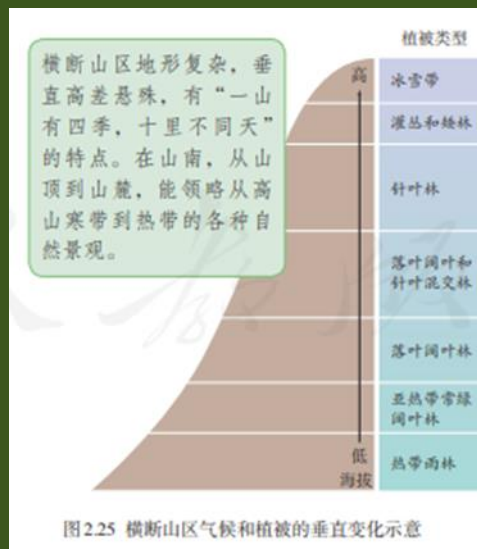 植被类型
横断山区地形复杂，垂
直高差悬殊，有“一山
有四季，十里不同天”
的特点。在山南，从山
顶到山麓，能领略从高
山寒带到热带的各种自
然景观。
高
冰雪带
灌丛和矮林
针叶林
落叶阔叶和
针叶混交林
落叶阔叶林
亚热带常绿
阔叶林
低
海拔
热带雨林
图2.25 横断山区气候和植被的垂直变化示意